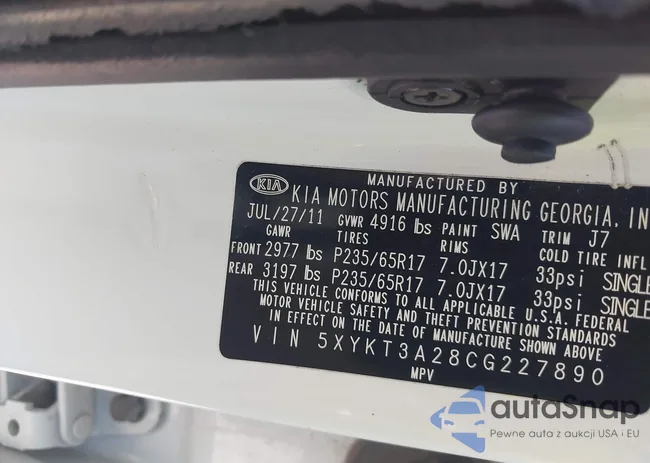 MANUFACTURED BY
KIA KIA MOTORS MANUFACTURING GEORGIA, IN
JUL/27/11 GVWR 4916 lbs PAINT SWA TRIM J7
GAWR TIRES RIMS COLD TIRE INFL
FRONT 2977 lbs P235/65R17 7.0JX17 33psi SINGLE
REAR 3197 lbs P235/65R17 7.0JX17 33psi SINGLE
THIS VEHICLE CONFORMS TO ALL APPLICABLE U.S.A. FEDERAL
MOTOR VEHICLE SAFETY AND THEFT PREVENTION STANDARDS
IN EFFECT ON THE DATE OF MANUFACTURE SHOWN ABOVE
VIN 5XYKT3A28CG227890
MPV
autoSnap
Pewne auta z aukcji USA i EU